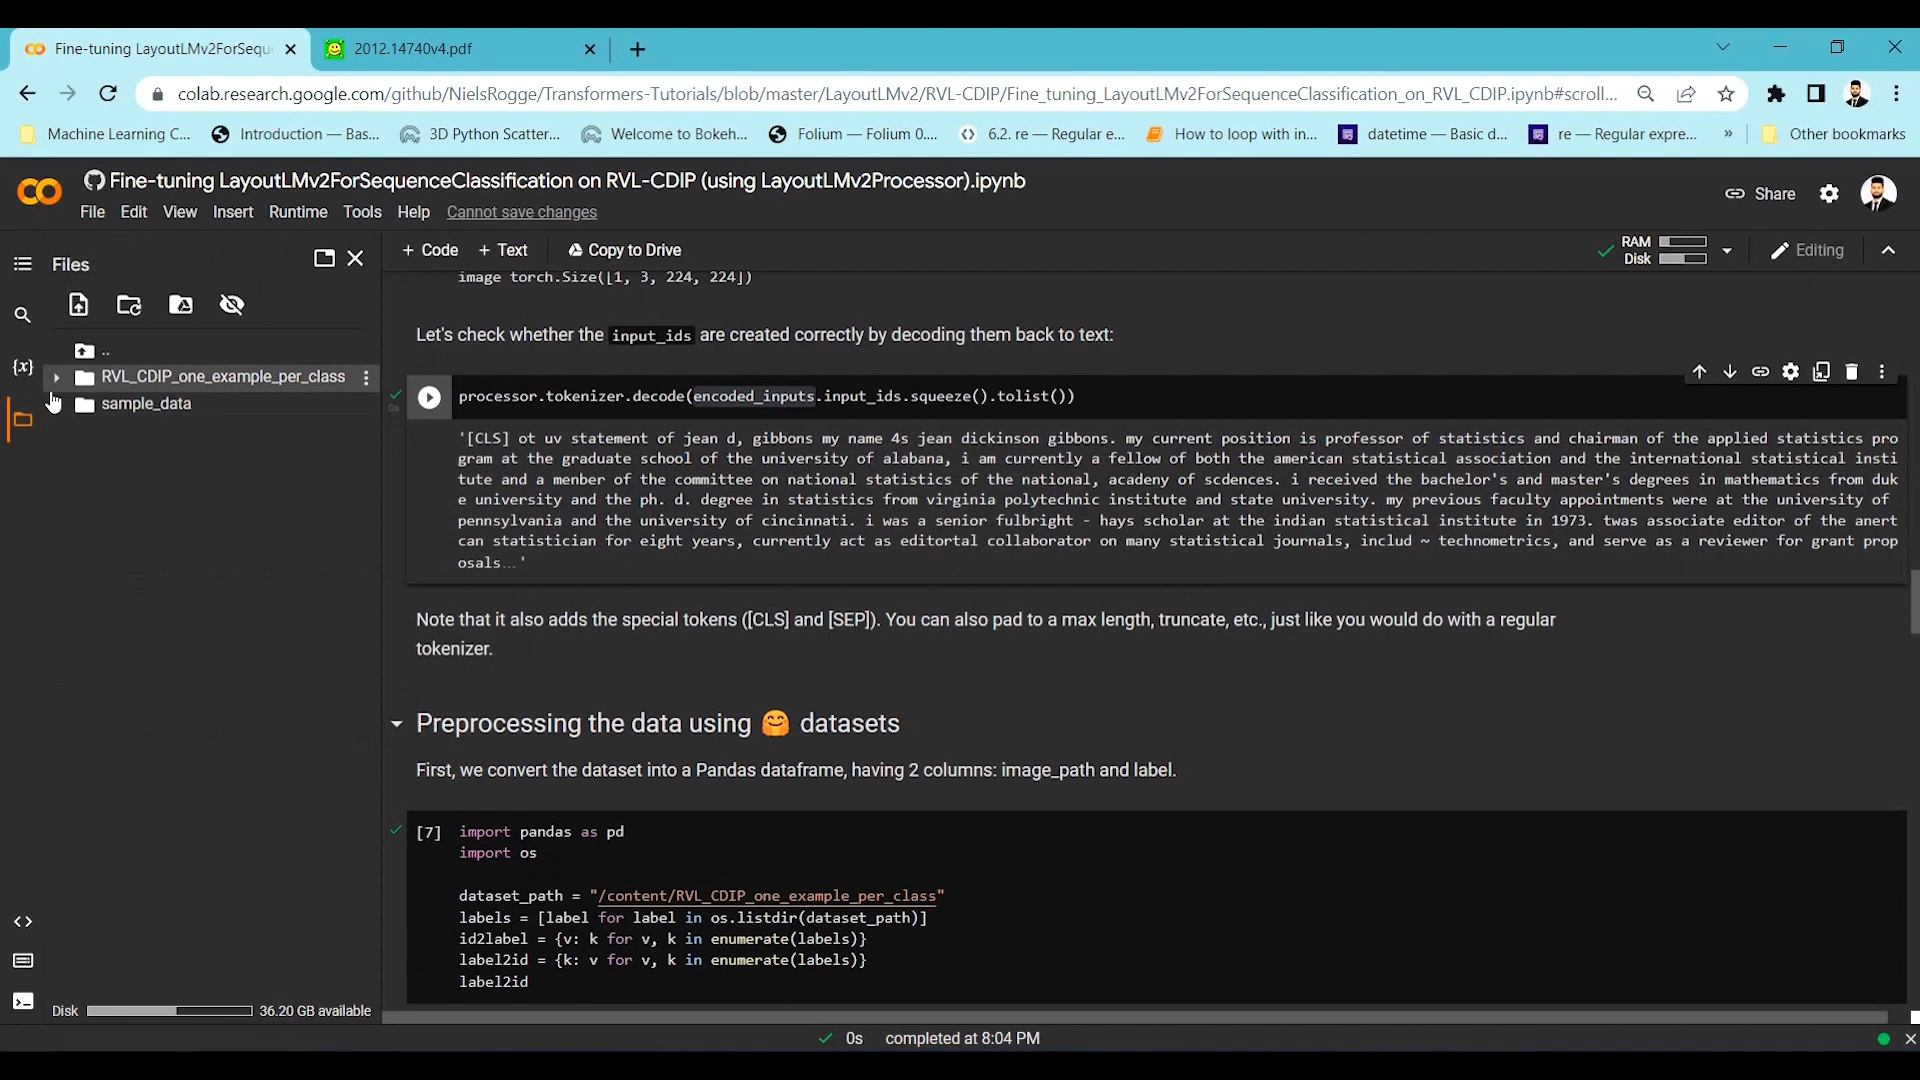 Fine-tuning LayoutLMv2ForSequ
2012.14740v4.pdf
colab.research.google.com/github/NielsRogge/Transformers-Tutorials/blob/master/LayoutLMv2/RVL-CDIP/Fine_tuning_LayoutLMv2ForSequenceClassification_on_RVL_CDIP.ipynb#scroll...
Machine Learning C...
Introduction — Bas...
3D Python Scatter...
Welcome to Bokeh...
Folium — Folium 0....
6.2. re — Regular e...
How to loop with in...
datetime — Basic d...
re — Regular expre...
»
Other bookmarks
Fine-tuning LayoutLMv2ForSequenceClassification on RVL-CDIP (using LayoutLMv2Processor).ipynb
File Edit View Insert Runtime Tools Help Cannot save changes
Share
Files
+ Code + Text Copy to Drive
RAM
Disk
Editing
..
RVL_CDIP_one_example_per_class
sample_data
{x}
image torch.Size([1, 3, 224, 224])
Let's check whether the input_ids are created correctly by decoding them back to text:
0s
processor.tokenizer.decode(encoded_inputs.input_ids.squeeze().tolist())
'[CLS] ot uv statement of jean d, gibbons my name 4s jean dickinson gibbons. my current position is professor of statistics and chairman of the applied statistics pro
gram at the graduate school of the university of alabana, i am currently a fellow of both the american statistical association and the international statistical insti
tute and a menber of the committee on national statistics of the national, acadeny of scdences. i received the bachelor's and master's degrees in mathematics from duk
e university and the ph. d. degree in statistics from virginia polytechnic institute and state university. my previous faculty appointments were at the university of
pennsylvania and the university of cincinnati. i was a senior fulbright - hays scholar at the indian statistical institute in 1973. twas associate editor of the anert
can statistician for eight years, currently act as editortal collaborator on many statistical journals, includ ~ technometrics, and serve as a reviewer for grant prop
osals…'
Note that it also adds the special tokens ([CLS] and [SEP]). You can also pad to a max length, truncate, etc., just like you would do with a regular
tokenizer.
Preprocessing the data using 🤗 datasets
First, we convert the dataset into a Pandas dataframe, having 2 columns: image_path and label.
[7] import pandas as pd
import os
dataset_path = "/content/RVL_CDIP_one_example_per_class"
labels = [label for label in os.listdir(dataset_path)]
id2label = {v: k for v, k in enumerate(labels)}
label2id = {k: v for v, k in enumerate(labels)}
label2id
Disk 36.20 GB available
0s completed at 8:04 PM